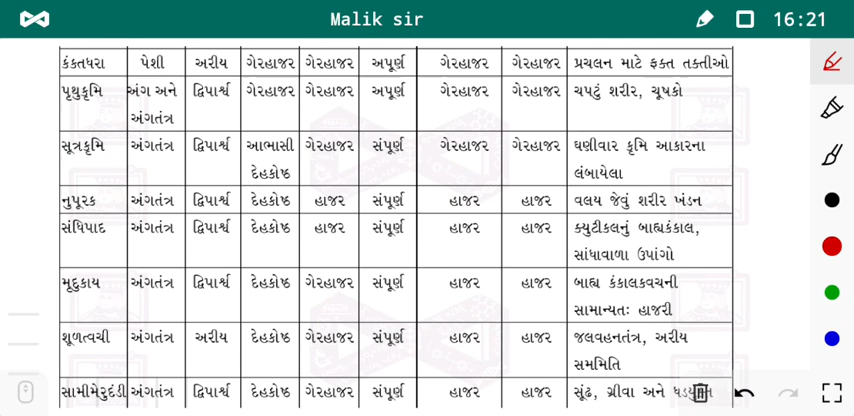 Malik sir
16:21
કંકતધરા પેશી અરીય ગેરહાજર ગેરહાજર અપૂર્ણ ગેરહાજર ગેરહાજર પ્રચલન માટે ફક્ત તક્તીઓ
પૃથુકૃમિ અંગ અને દ્વિપાર્શ્વ ગેરહાજર ગેરહાજર અપૂર્ણ ગેરહાજર ગેરહાજર ચપટું શરીર, ચૂષકો
અંગતંત્ર
સૂત્રકૃમિ અંગતંત્ર દ્વિપાર્શ્વ આભાસી ગેરહાજર સંપૂર્ણ ગેરહાજર ગેરહાજર ઘણીવાર કૃમિ આકારના
દેહકોષ્ઠ લંબાયેલા
નુપૂરક અંગતંત્ર દ્વિપાર્શ્વ દેહકોષ્ઠ હાજર સંપૂર્ણ હાજર હાજર વલય જેવું શરીર ખંડન
સંધિપાદ અંગતંત્ર દ્વિપાર્શ્વ દેહકોષ્ઠ હાજર સંપૂર્ણ હાજર હાજર ક્યુટીકલનું બાહ્યકંકાલ,
સાંધાવાળા ઉપાંગો
મૃદુકાય અંગતંત્ર દ્વિપાર્શ્વ દેહકોષ્ઠ ગેરહાજર સંપૂર્ણ હાજર હાજર બાહ્ય કંકાલકવચની
સામાન્યતઃ હાજરી
શૂળત્વચી અંગતંત્ર અરીય દેહકોષ્ઠ ગેરહાજર સંપૂર્ણ હાજર હાજર જલવહનતંત્ર, અરીય
સમમિતિ
સામીમેરુદંડી અંગતંત્ર દ્વિપાર્શ્વ દેહકોષ્ઠ ગેરહાજર સંપૂર્ણ હાજર હાજર સૂંઢ, ગ્રીવા અને